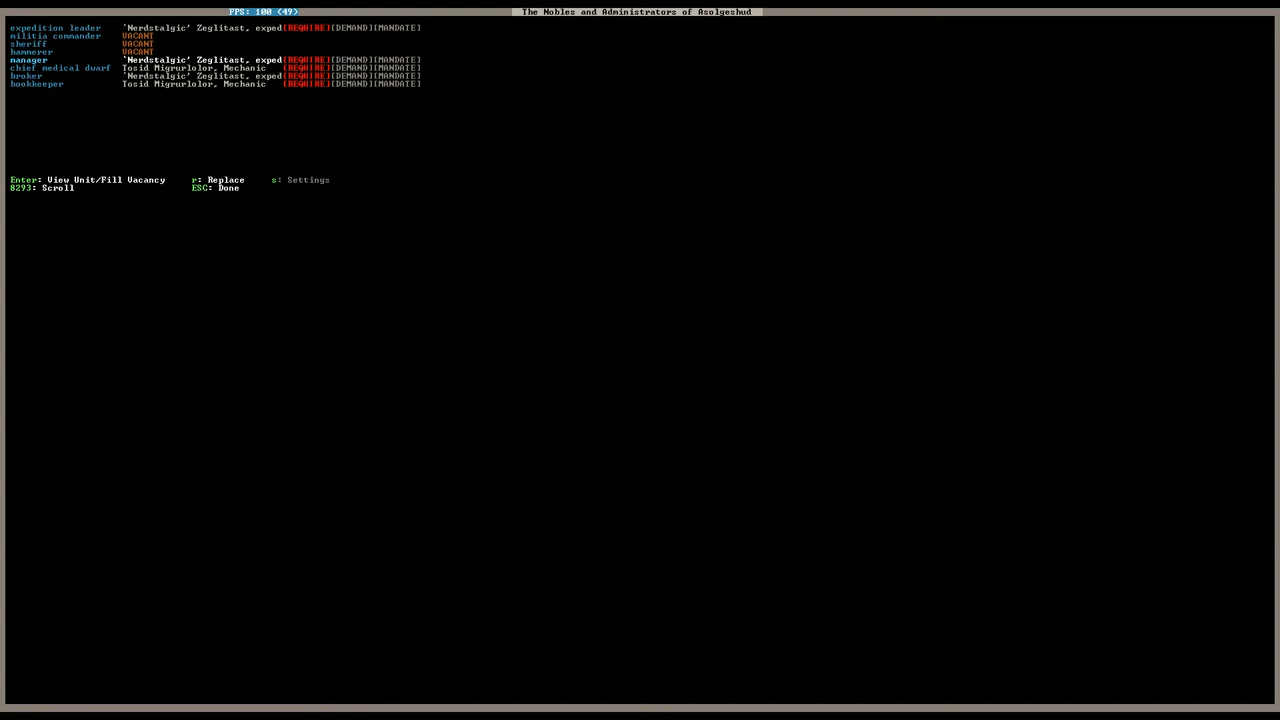 FPS: 100 (49)
The Nobles and Administrators of Asolgeshud
expedition leader `Nerdstalgic' Zeglitast, exped[REQUIRE][DEMAND][MANDATE]
militia commander VACANT
sheriff VACANT
hammerer VACANT
manager `Nerdstalgic' Zeglitast, exped[REQUIRE][DEMAND][MANDATE]
chief medical dwarf Tosid Migrurlolor, Mechanic [REQUIRE][DEMAND][MANDATE]
broker `Nerdstalgic' Zeglitast, exped[REQUIRE][DEMAND][MANDATE]
bookkeeper Tosid Migrurlolor, Mechanic [REQUIRE][DEMAND][MANDATE]
Enter: View Unit/Fill Vacancy r: Replace s: Settings
8293: Scroll ESC: Done